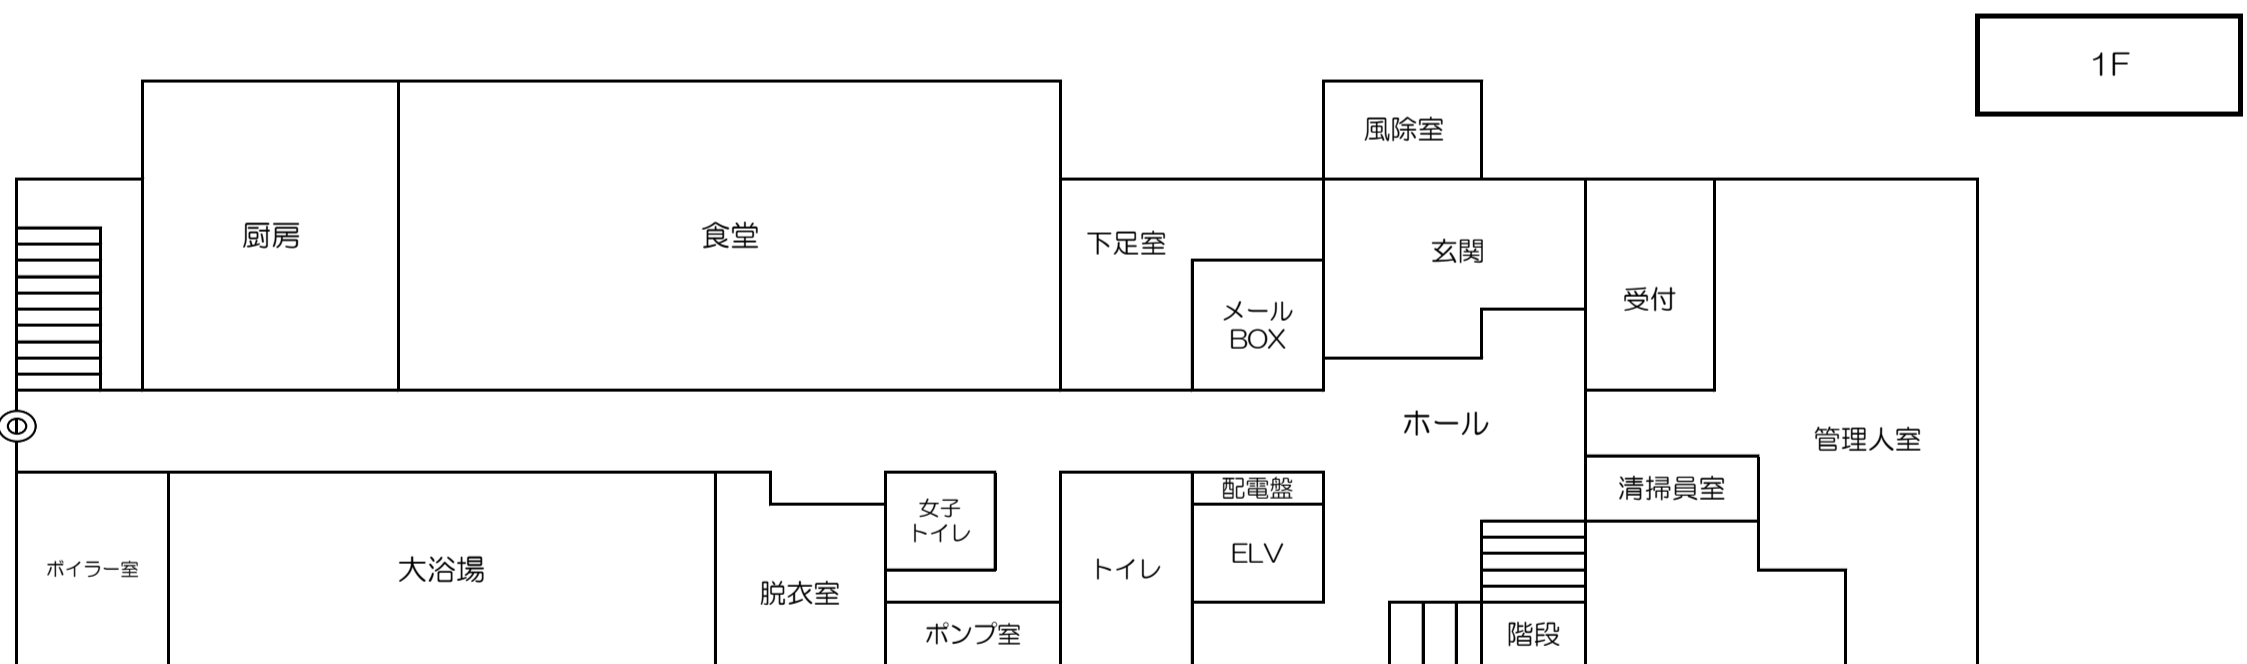 1F
風除室
厨房
食堂
下足室
玄関
メール
BOX
受付
ホール
管理人室
配電盤
清掃員室
女子
トイレ
ELV
ボイラー室
大浴場
脱衣室
トイレ
ポンプ室
階段